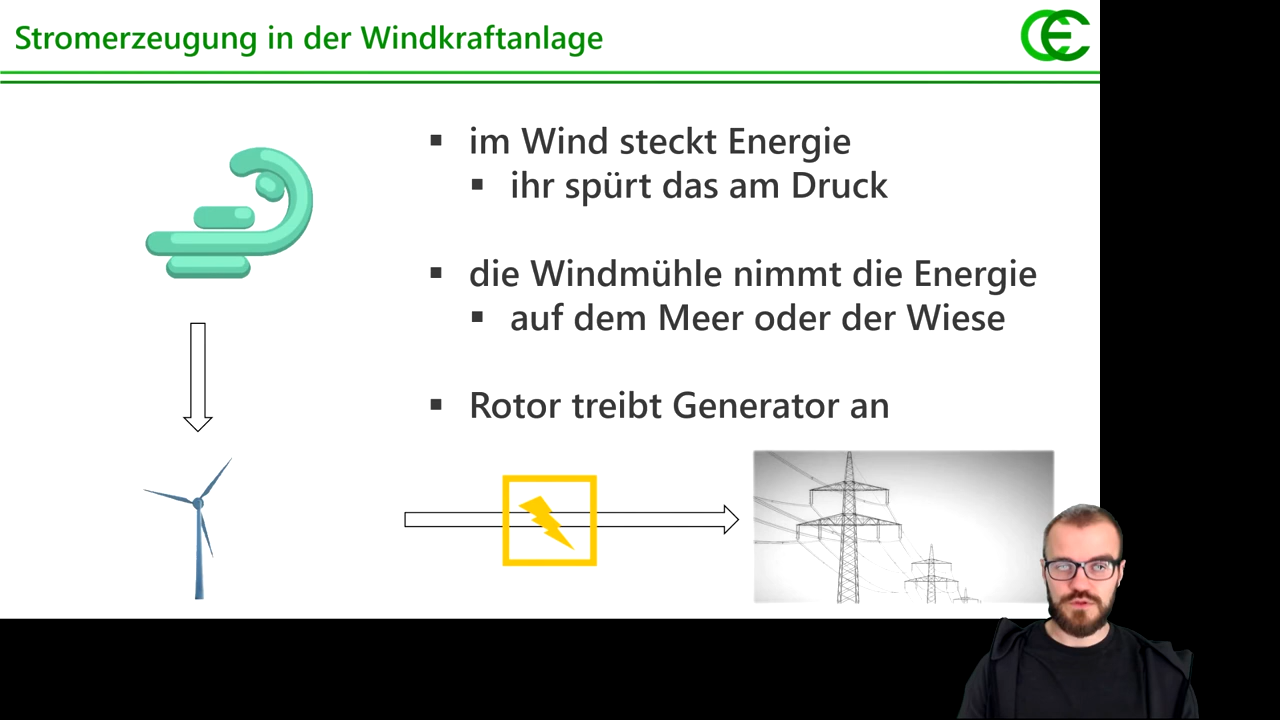 Stromerzeugung in der Windkraftanlage
im Wind steckt Energie
ihr spürt das am Druck
die Windmühle nimmt die Energie
auf dem Meer oder der Wiese
Rotor treibt Generator an